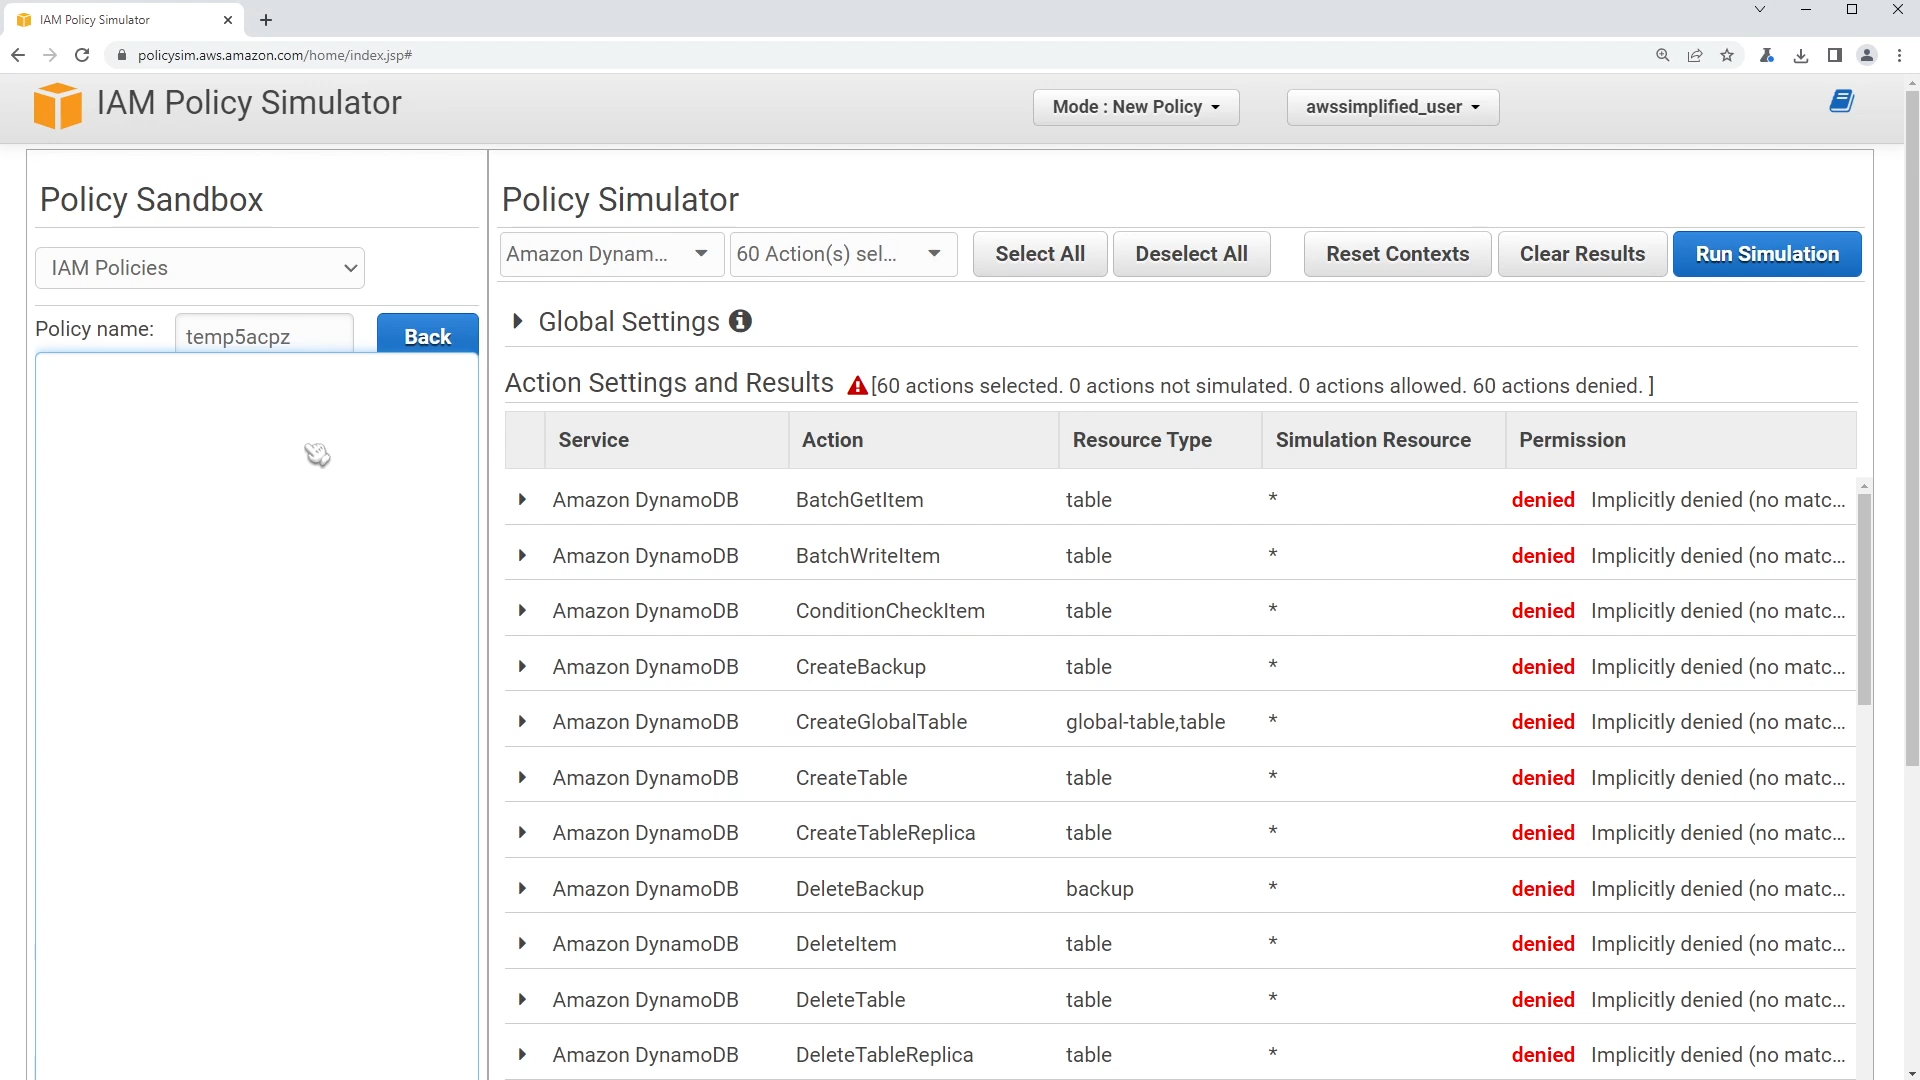 IAM Policy Simulator
policysim.aws.amazon.com/home/index.jsp#
IAM Policy Simulator
Mode : New Policy
awssimplified_user
Policy Sandbox
IAM Policies
Policy name:
temp5acpz
Back
Policy Simulator
Amazon Dynam...
60 Action(s) sel...
Select All
Deselect All
Reset Contexts
Clear Results
Run Simulation
Global Settings
Action Settings and Results [60 actions selected. 0 actions not simulated. 0 actions allowed. 60 actions denied. ]
Service Action Resource Type Simulation Resource Permission
Amazon DynamoDB BatchGetItem table * denied Implicitly denied (no matc...
Amazon DynamoDB BatchWriteItem table * denied Implicitly denied (no matc...
Amazon DynamoDB ConditionCheckItem table * denied Implicitly denied (no matc...
Amazon DynamoDB CreateBackup table * denied Implicitly denied (no matc...
Amazon DynamoDB CreateGlobalTable global-table,table * denied Implicitly denied (no matc...
Amazon DynamoDB CreateTable table * denied Implicitly denied (no matc...
Amazon DynamoDB CreateTableReplica table * denied Implicitly denied (no matc...
Amazon DynamoDB DeleteBackup backup * denied Implicitly denied (no matc...
Amazon DynamoDB DeleteItem table * denied Implicitly denied (no matc...
Amazon DynamoDB DeleteTable table * denied Implicitly denied (no matc...
Amazon DynamoDB DeleteTableReplica table * denied Implicitly denied (no matc...